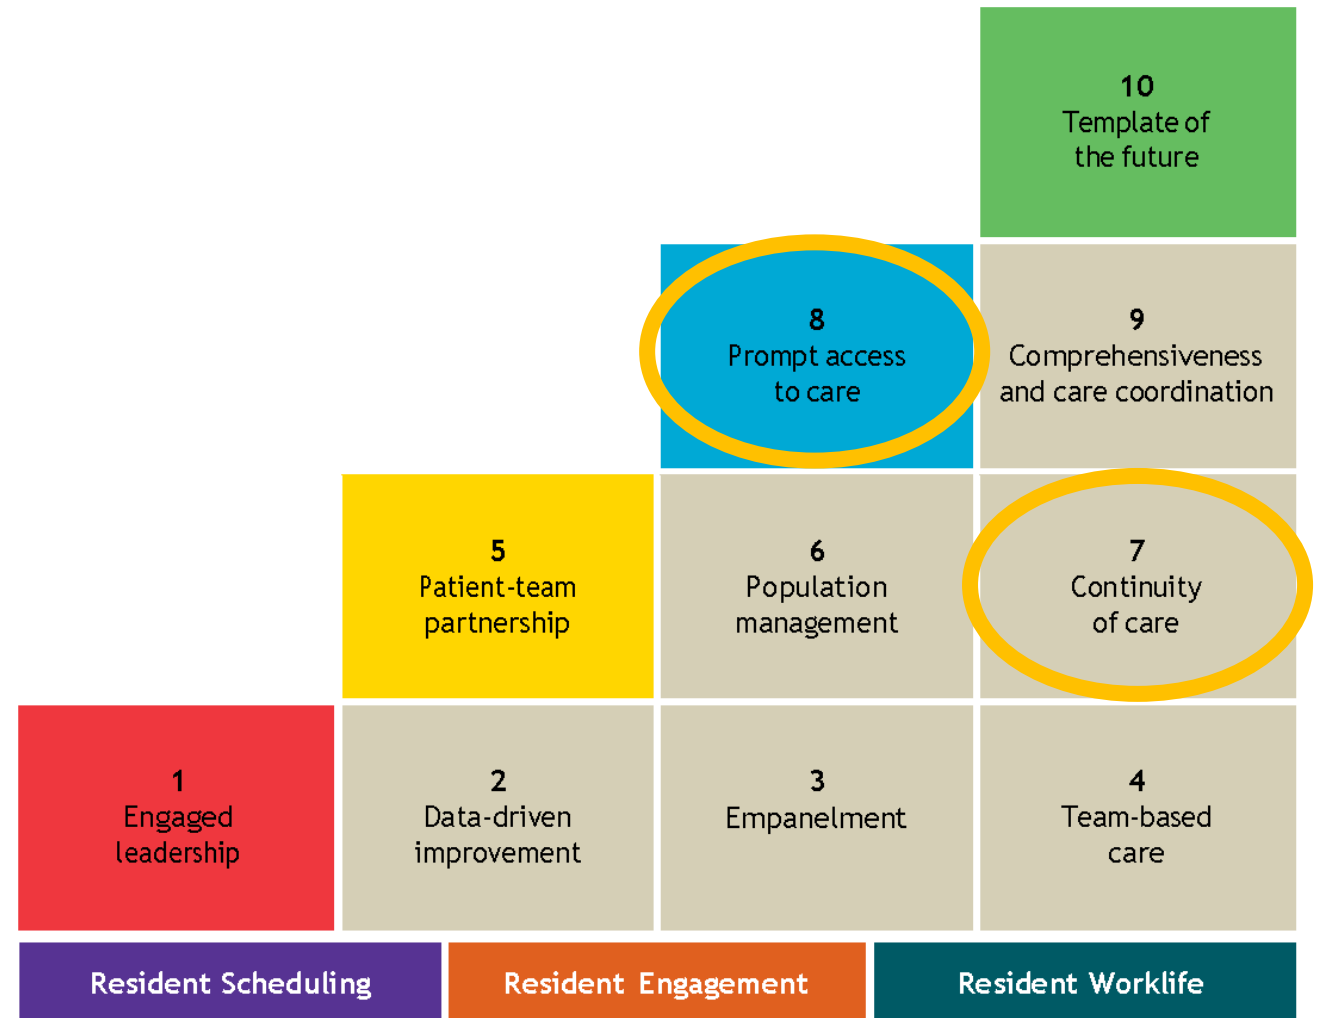 10
Template of
the future
8
Prompt access
to care
9
Comprehensiveness
and care coordination
5
Patient-team
partnership
6
Population
management
7
Continuity
of care
1
Engaged
leadership
2
Data-driven
improvement
3
Empanelment
4
Team-based
care
Resident Scheduling
Resident Engagement
Resident Worklife